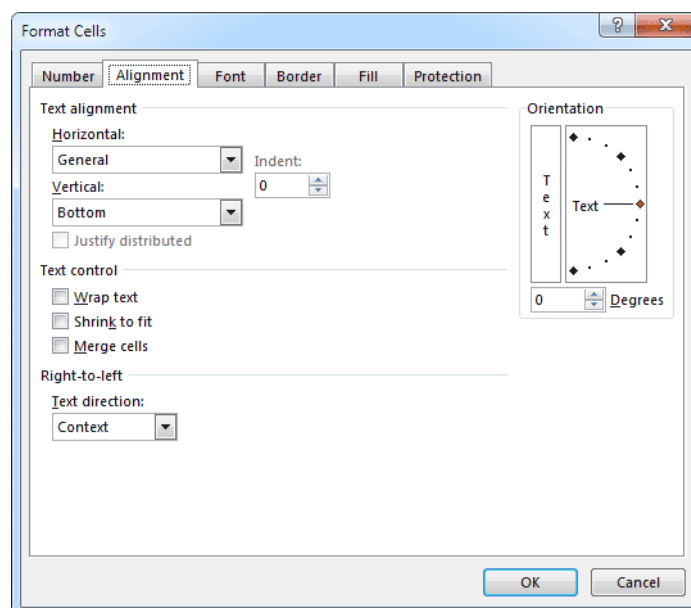 Format Cells
?
Number Alignment Font Border Fill Protection
Text alignment
Horizontal:
General
Indent:
0
Vertical:
Bottom
Justify distributed
Text control
Wrap text
Shrink to fit
Merge cells
Right-to-left
Text direction:
Context
Orientation
T
e
x
t
Text
0 Degrees
OK Cancel